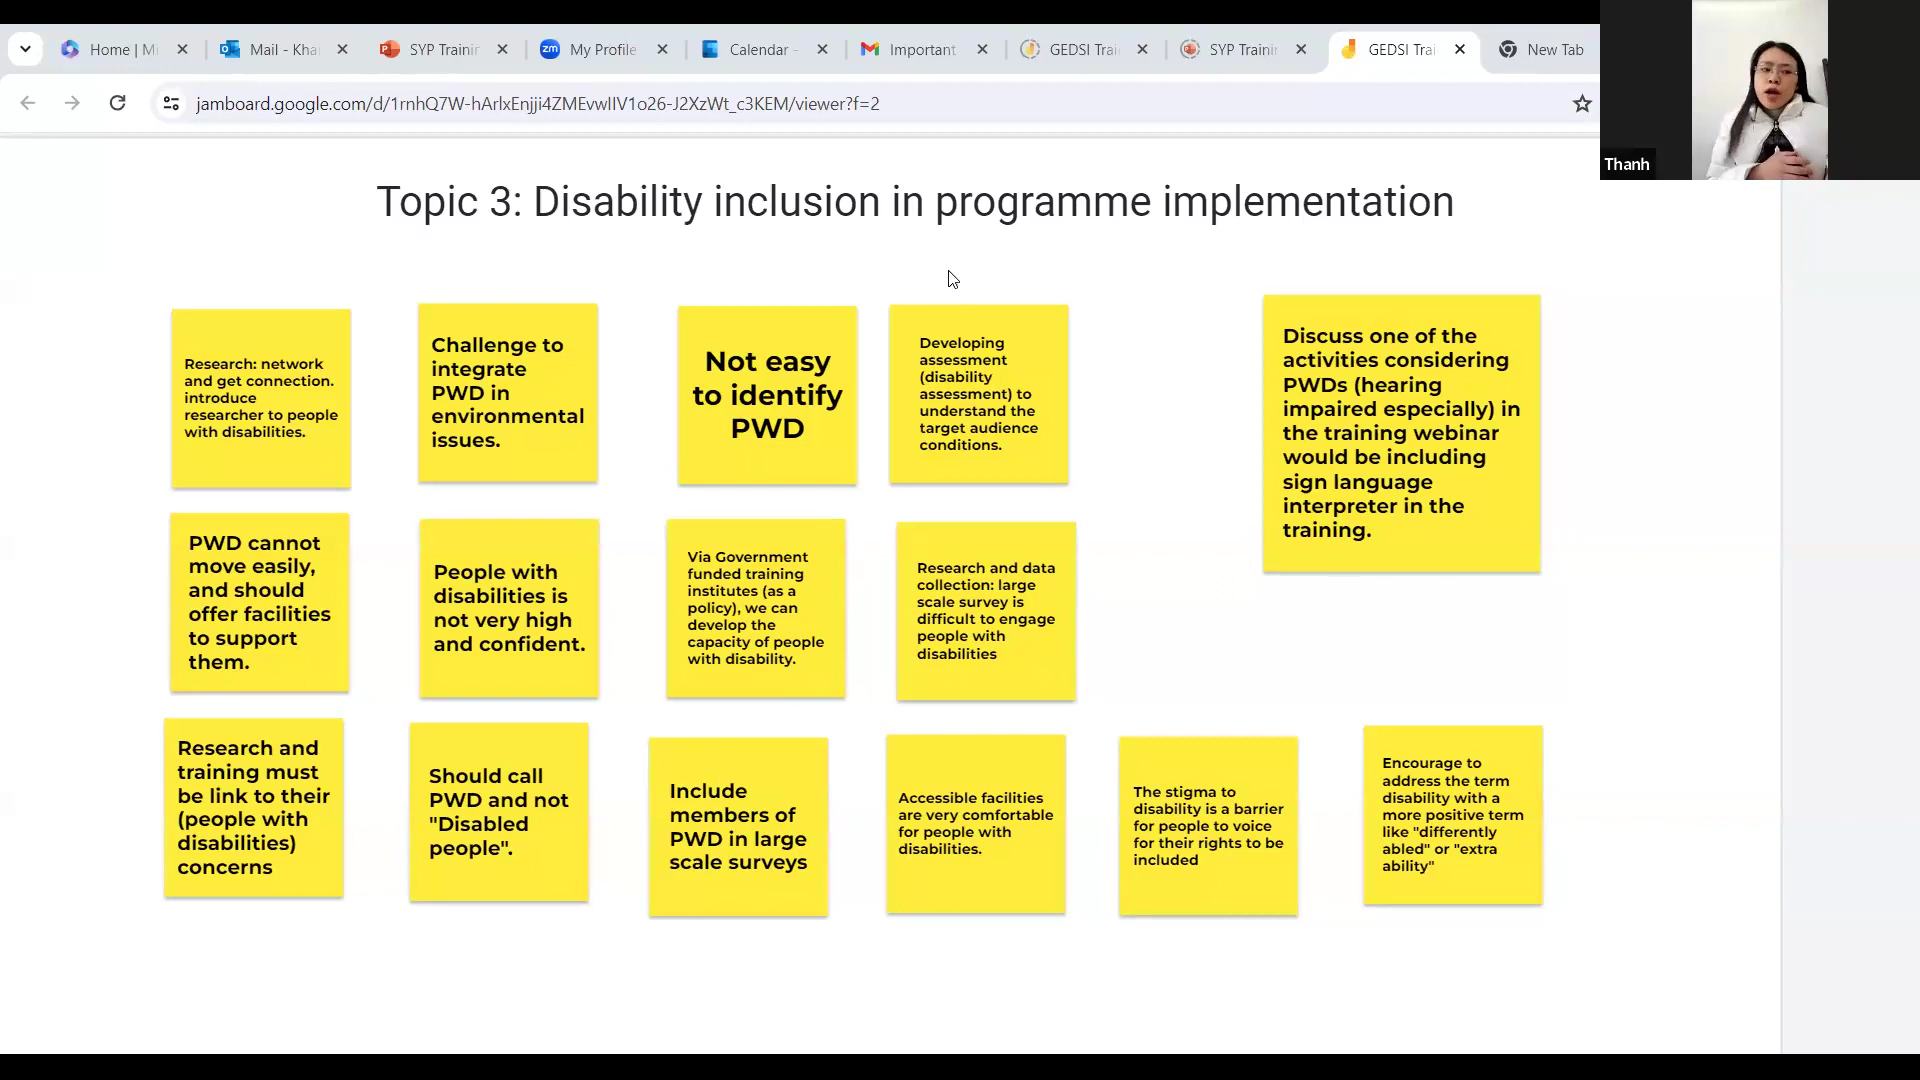 Home | Mi
Mail - Kha
SYP Trainin
My Profile
Calendar -
Important
GEDSI Trai
SYP Trainin
GEDSI Trai
New Tab
jamboard.google.com/d/1rnhQ7W-hArlxEnjji4ZMEvwIIV1o26-J2XzWt_c3KEM/viewer?f=2
Thanh
Topic 3: Disability inclusion in programme implementation
Research: network
and get connection.
introduce
researcher to people
with disabilities.
Challenge to
integrate
PWD in
environmental
issues.
Not easy
to identify
PWD
Developing
assessment
(disability
assessment) to
understand the
target audience
conditions.
Discuss one of the
activities considering
PWDs (hearing
impaired especially) in
the training webinar
would be including
sign language
interpreter in the
training.
PWD cannot
move easily,
and should
offer facilities
to support
them.
People with
disabilities is
not very high
and confident.
Via Government
funded training
institutes (as a
policy), we can
develop the
capacity of people
with disability.
Research and data
collection: large
scale survey is
difficult to engage
people with
disabilities
Research and
training must
be link to their
(people with
disabilities)
concerns
Should call
PWD and not
"Disabled
people".
Include
members of
PWD in large
scale surveys
Accessible facilities
are very comfortable
for people with
disabilities.
The stigma to
disability is a barrier
for people to voice
for their rights to be
included
Encourage to
address the term
disability with a
more positive term
like "differently
abled" or "extra
ability"